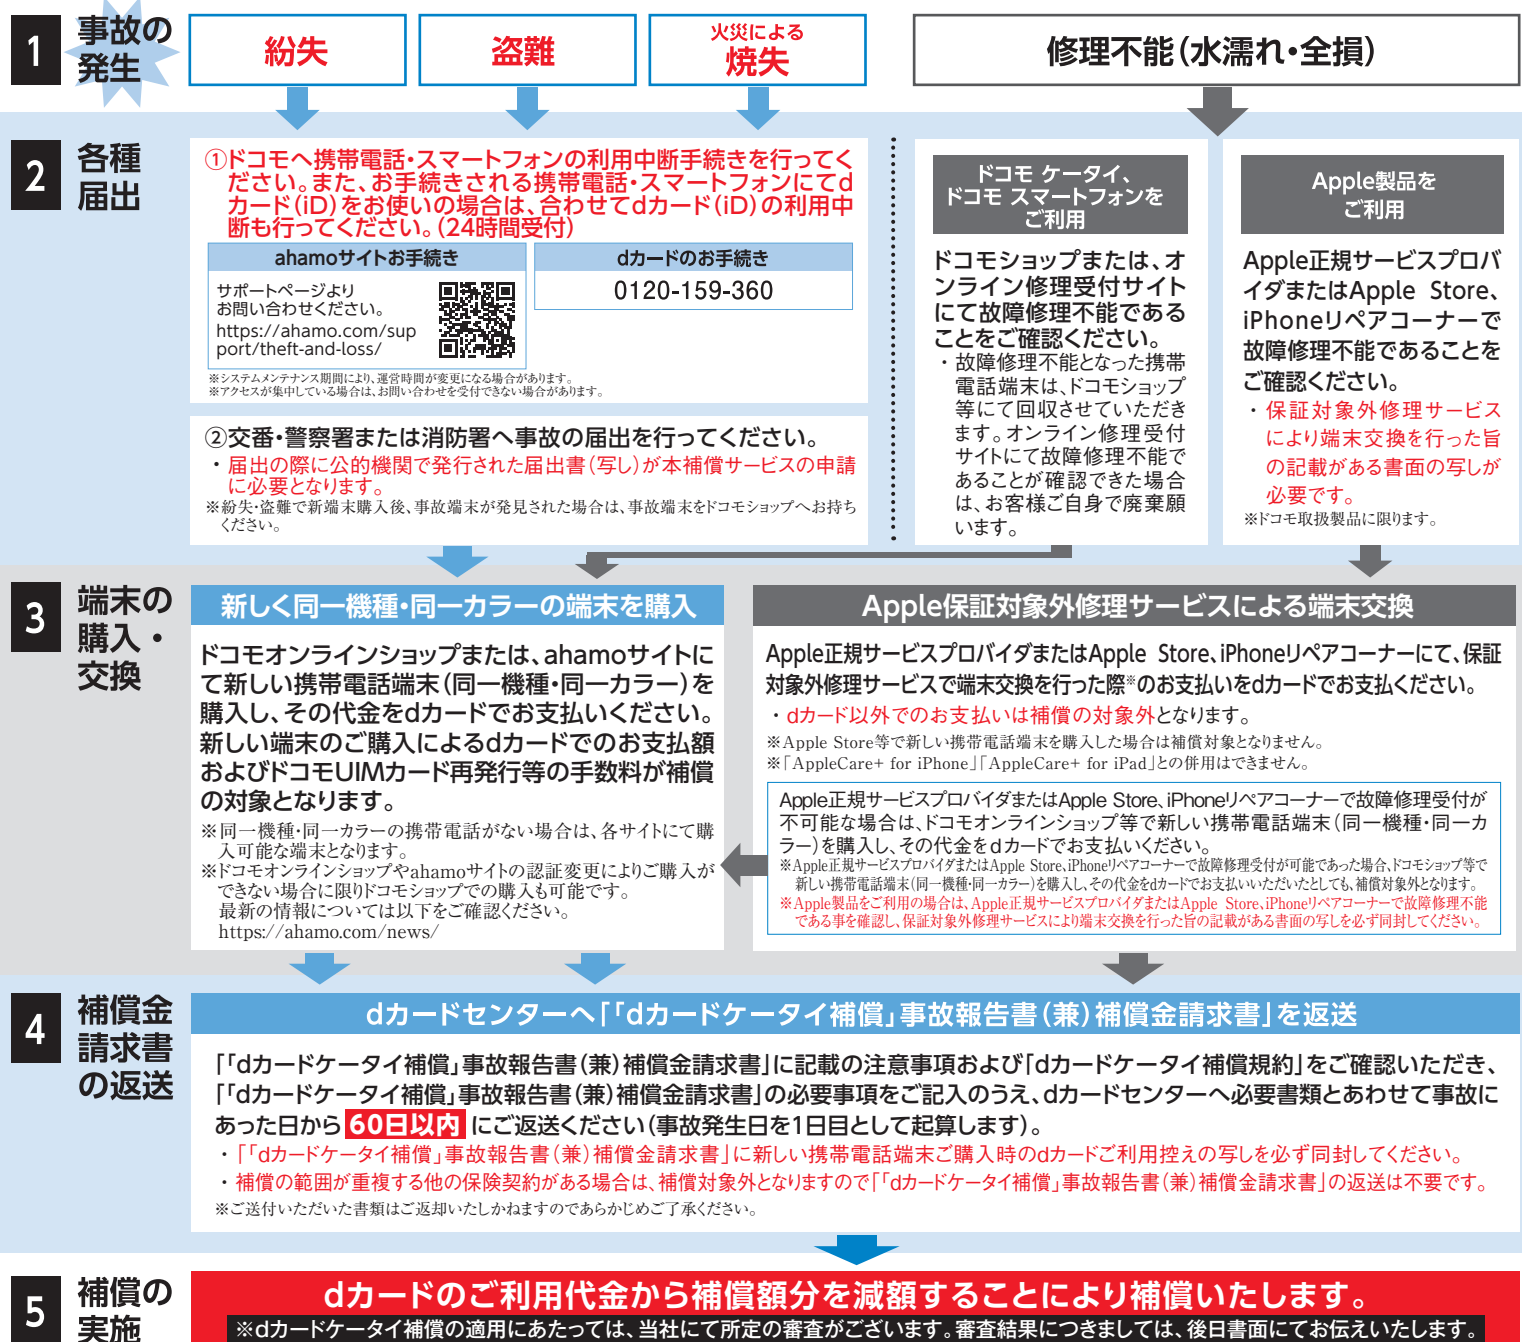 1
事故の
発生
紛失
盗難
火災による
焼失
修理不能(水濡れ・全損)
2
各種
届出
①ドコモへ携帯電話・スマートフォンの利用中断手続きを行ってく
ださい。また、お手続きされる携帯電話・スマートフォンにてd
カード(iD)をお使いの場合は、合わせてdカード(iD)の利用中
断も行ってください。(24時間受付)
ahamoサイトお手続き
サポートページより
お問い合わせください。
https://ahamo.com/sup
port/theft-and-loss/
dカードのお手続き
0120-159-360
※システムメンテナンス期間により、運営時間が変更になる場合があります。
※アクセスが集中している場合は、お問い合わせを受付できない場合があります。
②交番・警察署または消防署へ事故の届出を行ってください。
・届出の際に公的機関で発行された届出書(写し)が本補償サービスの申請
に必要となります。
※紛失・盗難で新端末購入後、事故端末が発見された場合は、事故端末をドコモショップへお持ち
ください。
ドコモ ケータイ、
ドコモ スマートフォンを
ご利用
ドコモショップまたは、オ
ンライン修理受付サイト
にて故障修理不能である
ことをご確認ください。
・故障修理不能となった携帯
電話端末は、ドコモショップ
等にて回収させていただき
ます。オンライン修理受付
サイトにて故障修理不能で
あることが確認できた場合
は、お客様ご自身で廃棄願
います。
Apple製品を
ご利用
Apple正規サービスプロバ
イダまたはApple Store、
iPhoneリペアコーナーで
故障修理不能であることを
ご確認ください。
・保証対象外修理サービス
により端末交換を行った旨
の記載がある書面の写しが
必要です。
※ドコモ取扱製品に限ります。
3
端末の
購入・
交換
新しく同一機種・同一カラーの端末を購入
ドコモオンラインショップまたは、ahamoサイトに
て新しい携帯電話端末(同一機種・同一カラー)を
購入し、その代金をdカードでお支払いください。
新しい端末のご購入によるdカードでのお支払額
およびドコモUIMカード再発行等の手数料が補償
の対象となります。
※同一機種・同一カラーの携帯電話がない場合は、各サイトにて購
入可能な端末となります。
※ドコモオンラインショップやahamoサイトの認証変更によりご購入が
できない場合に限りドコモショップでの購入も可能です。
最新の情報については以下をご確認ください。
https://ahamo.com/news/
Apple保証対象外修理サービスによる端末交換
Apple正規サービスプロバイダまたはApple Store、iPhoneリペアコーナーにて、保証
対象外修理サービスで端末交換を行った際※のお支払いをdカードでお支払ください。
・dカード以外でのお支払いは補償の対象外となります。
※Apple Store等で新しい携帯電話端末を購入した場合は補償対象となりません。
※「AppleCare+ for iPhone」「AppleCare+ for iPad」との併用はできません。
Apple正規サービスプロバイダまたはApple Store、iPhoneリペアコーナーで故障修理受付が
不可能な場合は、ドコモオンラインショップ等で新しい携帯電話端末(同一機種・同一カ
ラー)を購入し、その代金をdカードでお支払いください。
※Apple正規サービスプロバイダまたはApple Store、iPhoneリペアコーナーで故障修理受付が可能であった場合、ドコモショップ等で
新しい携帯電話端末(同一機種・同一カラー)を購入し、その代金をdカードでお支払いいただいたとしても、補償対象外となります。
※Apple製品をご利用の場合は、Apple正規サービスプロバイダまたはApple Store、iPhoneリペアコーナーで故障修理不能
である事を確認し、保証対象外修理サービスにより端末交換を行った旨の記載がある書面の写しを必ず同封してください。
4
補償金
請求書
の返送
dカードセンターへ「「dカードケータイ補償」事故報告書(兼)補償金請求書」を返送
「「dカードケータイ補償」事故報告書(兼)補償金請求書」に記載の注意事項および「dカードケータイ補償規約」をご確認いただき、
「「dカードケータイ補償」事故報告書(兼)補償金請求書」の必要事項をご記入のうえ、dカードセンターへ必要書類とあわせて事故に
あった日から 60日以内 にご返送ください(事故発生日を1日目として起算します)。
・「「dカードケータイ補償」事故報告書(兼)補償金請求書」に新しい携帯電話端末ご購入時のdカードご利用控えの写しを必ず同封してください。
・補償の範囲が重複する他の保険契約がある場合は、補償対象外となりますので「「dカードケータイ補償」事故報告書(兼)補償金請求書」の返送は不要です。
※ご送付いただいた書類はご返却いたしかねますのであらかじめご了承ください。
5
補償の
実施
dカードのご利用代金から補償額分を減額することにより補償いたします。
※dカードケータイ補償の適用にあたっては、当社にて所定の審査がございます。審査結果につきましては、後日書面にてお伝えいたします。